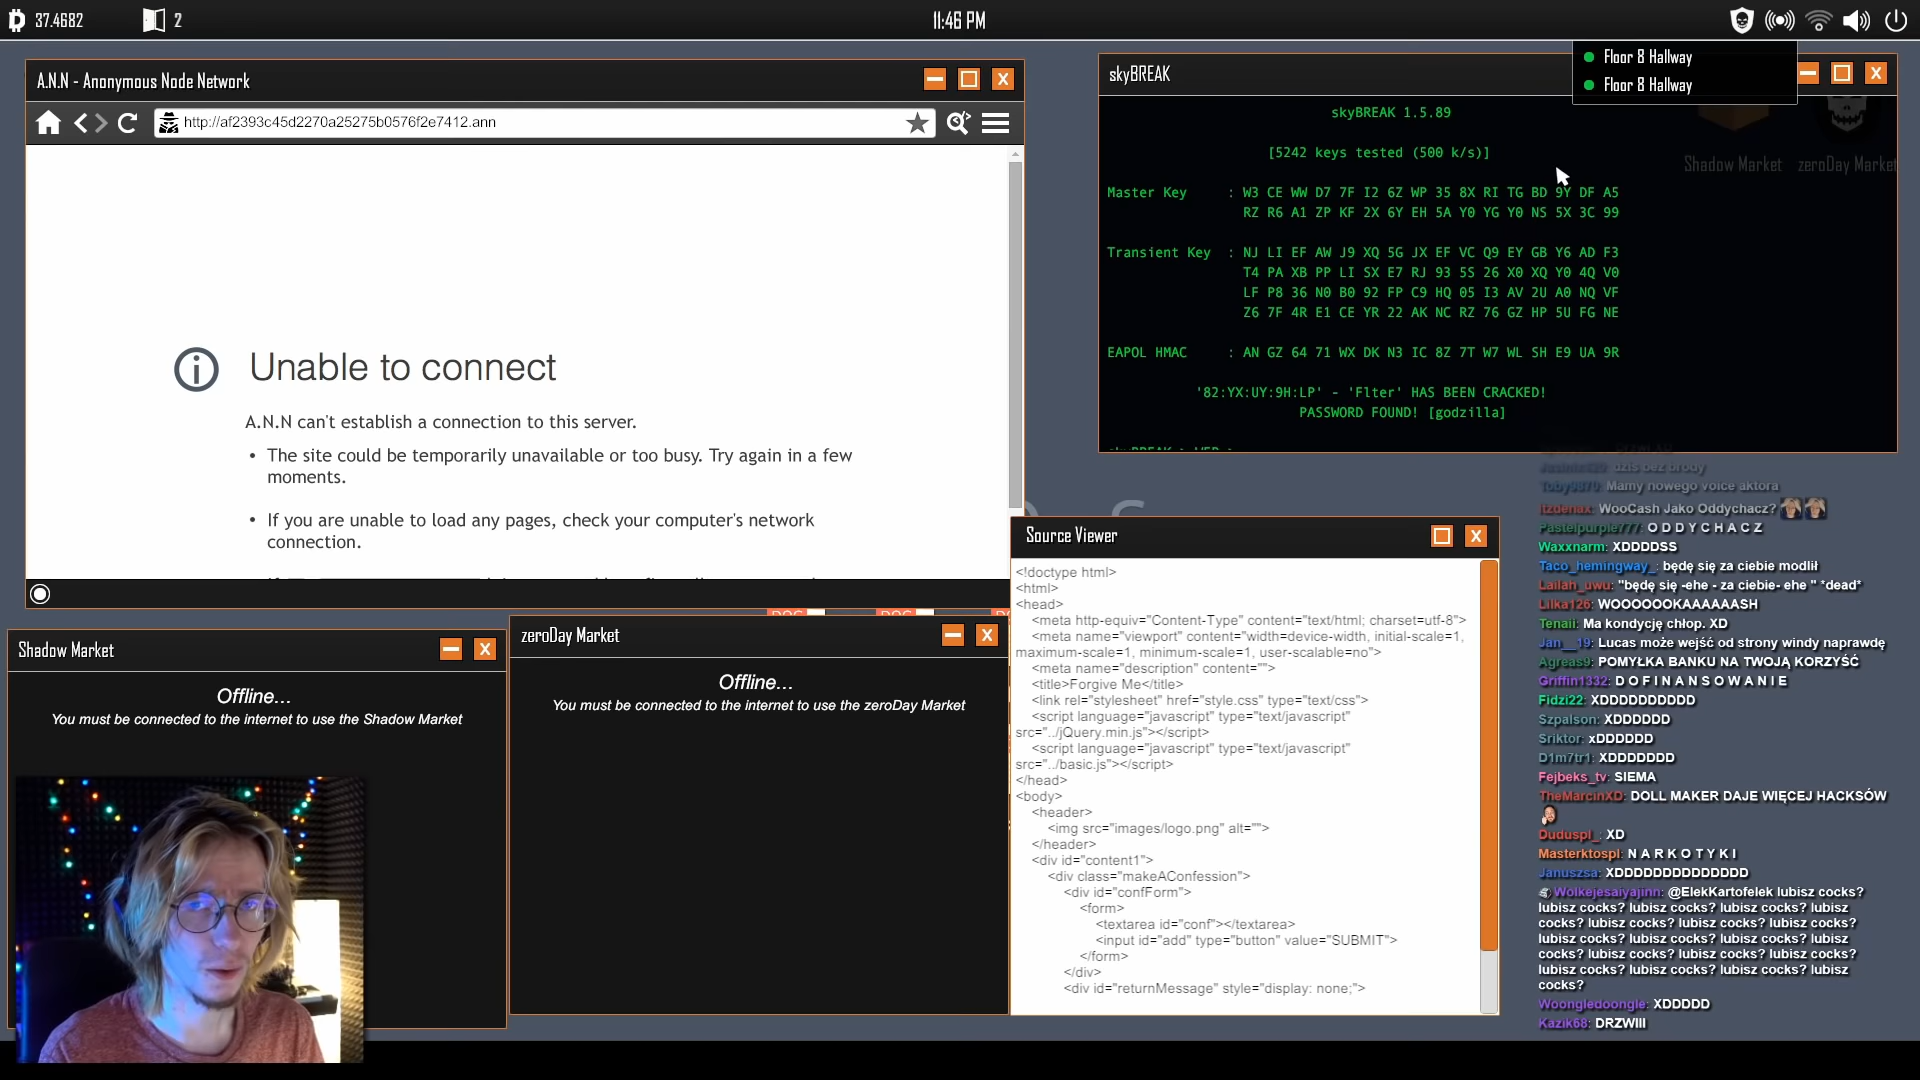 37.4682
2
11:46 PM
A.N.N - Anonymous Node Network
http://af2393c45d2270a25275b0576f2e7412.ann
Unable to connect
A.N.N can't establish a connection to this server.
• The site could be temporarily unavailable or too busy. Try again in a few
moments.
• If you are unable to load any pages, check your computer's network
connection.
skyBREAK
Floor 8 Hallway
Floor 8 Hallway
Shadow Market
zeroDay Market
skyBREAK 1.5.89
[5242 keys tested (500 k/s)]
Master Key : W3 CE WW D7 7F I2 6Z WP 35 8X RI TG BD 9Y DF A5
RZ R6 A1 ZP KF 2X 6Y EH 5A Y0 YG Y0 NS 5X 3C 99
Transient Key : NJ LI EF AW J9 XQ 5G JX EF VC Q9 EY GB Y6 AD F3
T4 PA XB PP LI SX E7 RJ 93 5S 26 X0 XQ Y0 4Q V0
LF P8 36 N0 B0 92 FP C9 HQ 05 I3 AV 2U A0 NQ VF
Z6 7F 4R E1 CE YR 22 AK NC RZ 76 GZ HP 5U FG NE
EAPOL HMAC : AN GZ 64 71 WX DK N3 IC 8Z 7T W7 WL SH E9 UA 9R
'82:YX:UY:9H:LP' - 'Flter' HAS BEEN CRACKED!
PASSWORD FOUND! [godzilla]
Shadow Market
Offline...
You must be connected to the internet to use the Shadow Market
zeroDay Market
Offline...
You must be connected to the internet to use the zeroDay Market
Source Viewer
<!doctype html>
<html>
<head>
<meta http-equiv="Content-Type" content="text/html; charset=utf-8">
<meta name="viewport" content="width=device-width, initial-scale=1,
maximum-scale=1, minimum-scale=1, user-scalable=no">
<meta name="description" content="">
<title>Forgive Me</title>
<link rel="stylesheet" href="style.css" type="text/css">
<script language="javascript" type="text/javascript"
src="../jQuery.min.js"></script>
<script language="javascript" type="text/javascript"
src="../basic.js"></script>
</head>
<body>
<header>
<img src="images/logo.png" alt="">
</header>
<div id="content1">
<div class="makeAConfession">
<div id="confForm">
<form>
<textarea id="conf"></textarea>
<input id="add" type="button" value="SUBMIT">
</form>
</div>
<div id="returnMessage" style="display: none;">
dziś bez brody
Toby9870: Mamy nowego voice aktora
itzdenax: WooCash Jako Oddychacz?
Pastelpurple777: O D D Y C H A C Z
Waxxnarm: XDDDDSS
Taco_hemingway_: będę się za ciebie modlił
Lailah_uwu: "będę się -ehe - za ciebie- ehe " *dead*
Lilka126: WOOOOOOKAAAAAASH
Tenaii: Ma kondycję chłop. XD
Jan__19: Lucas może wejść od strony windy naprawdę
Agreas9: POMYŁKA BANKU NA TWOJĄ KORZYŚĆ
Griffin1332: D O F I N A N S O W A N I E
Fidzi22: XDDDDDDDDDD
Szpalson: XDDDDDD
Sriktor: xDDDDDD
D1m7tr1: XDDDDDDD
Fejbeks_tv: SIEMA
TheMarcinXD: DOLL MAKER DAJE WIĘCEJ HACKSÓW
Duduspl_: XD
Masterktospl: N A R K O T Y K I
Januszsa: XDDDDDDDDDDDDDD
Wolkejesaiyajinn: @ElekKartofelek lubisz cocks?
lubisz cocks? lubisz cocks? lubisz cocks? lubisz
cocks? lubisz cocks? lubisz cocks? lubisz cocks?
lubisz cocks? lubisz cocks? lubisz cocks? lubisz
cocks? lubisz cocks? lubisz cocks? lubisz cocks?
lubisz cocks? lubisz cocks? lubisz cocks? lubisz
cocks?
Woongledoongle: XDDDDD
Kazik68: DRZWIII